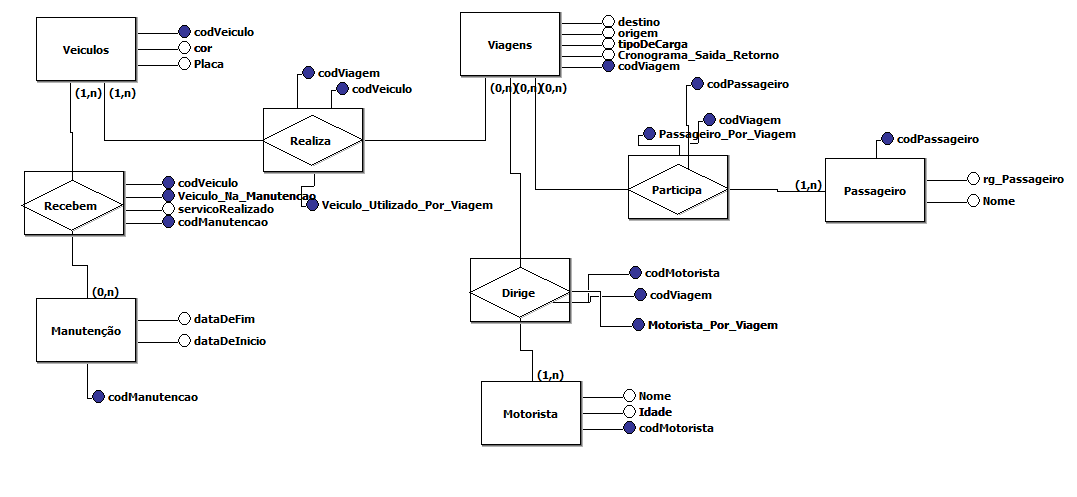 Veiculos
codVeiculo
cor
Placa
(1,n)
(1,n)
Viagens
destino
origem
tipoDeCarga
Cronograma_Saida_Retorno
codViagem
(0,n)
(0,n)
(0,n)
codViagem
codVeiculo
Realiza
Veiculo_Utilizado_Por_Viagem
codPassageiro
codViagem
Passageiro_Por_Viagem
Participa
(1,n)
codPassageiro
Passageiro
rg_Passageiro
Nome
Recebem
codVeiculo
Veiculo_Na_Manutencao
servicoRealizado
codManutencao
(0,n)
Manutenção
dataDeFim
dataDeInicio
codManutencao
Dirige
codMotorista
codViagem
Motorista_Por_Viagem
(1,n)
Motorista
Nome
Idade
codMotorista